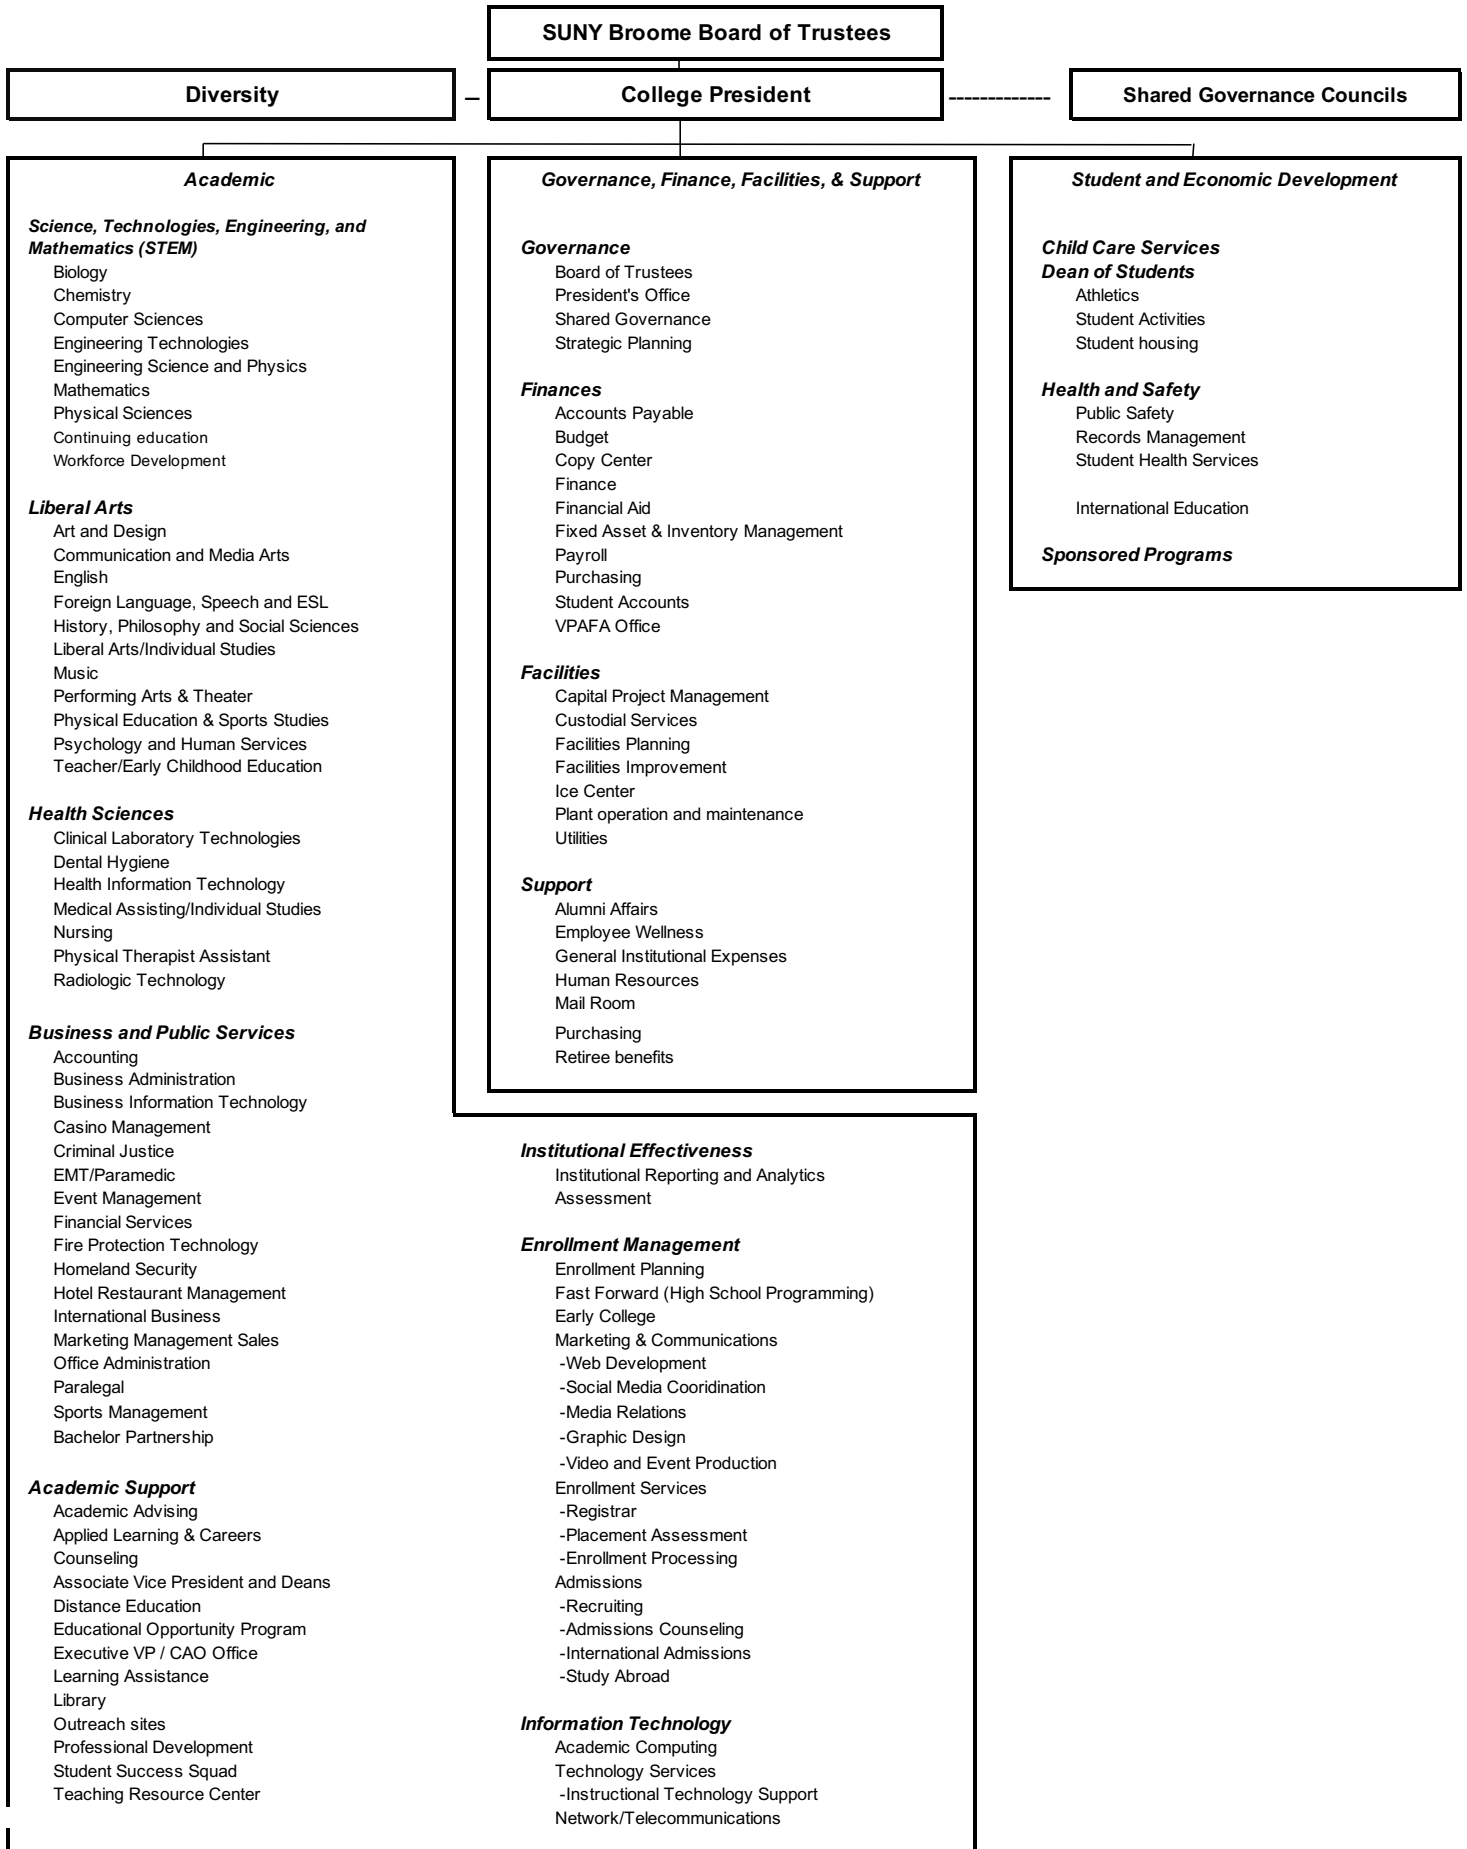 SUNY Broome Board of Trustees
Diversity
College President
Shared Governance Councils
Academic
Science, Technologies, Engineering, and
Mathematics (STEM)
Biology
Chemistry
Computer Sciences
Engineering Technologies
Engineering Science and Physics
Mathematics
Physical Sciences
Continuing education
Workforce Development
Liberal Arts
Art and Design
Communication and Media Arts
English
Foreign Language, Speech and ESL
History, Philosophy and Social Sciences
Liberal Arts/Individual Studies
Music
Performing Arts & Theater
Physical Education & Sports Studies
Psychology and Human Services
Teacher/Early Childhood Education
Health Sciences
Clinical Laboratory Technologies
Dental Hygiene
Health Information Technology
Medical Assisting/Individual Studies
Nursing
Physical Therapist Assistant
Radiologic Technology
Business and Public Services
Accounting
Business Administration
Business Information Technology
Casino Management
Criminal Justice
EMT/Paramedic
Event Management
Financial Services
Fire Protection Technology
Homeland Security
Hotel Restaurant Management
International Business
Marketing Management Sales
Office Administration
Paralegal
Sports Management
Bachelor Partnership
Academic Support
Academic Advising
Applied Learning & Careers
Counseling
Associate Vice President and Deans
Distance Education
Educational Opportunity Program
Executive VP / CAO Office
Learning Assistance
Library
Outreach sites
Professional Development
Student Success Squad
Teaching Resource Center
Governance, Finance, Facilities, & Support
Governance
Board of Trustees
President's Office
Shared Governance
Strategic Planning
Finances
Accounts Payable
Budget
Copy Center
Finance
Financial Aid
Fixed Asset & Inventory Management
Payroll
Purchasing
Student Accounts
VPAFA Office
Facilities
Capital Project Management
Custodial Services
Facilities Planning
Facilities Improvement
Ice Center
Plant operation and maintenance
Utilities
Support
Alumni Affairs
Employee Wellness
General Institutional Expenses
Human Resources
Mail Room
Purchasing
Retiree benefits
Institutional Effectiveness
Institutional Reporting and Analytics
Assessment
Enrollment Management
Enrollment Planning
Fast Forward (High School Programming)
Early College
Marketing & Communications
-Web Development
-Social Media Cooridination
-Media Relations
-Graphic Design
-Video and Event Production
Enrollment Services
-Registrar
-Placement Assessment
-Enrollment Processing
Admissions
-Recruiting
-Admissions Counseling
-International Admissions
-Study Abroad
Information Technology
Academic Computing
Technology Services
-Instructional Technology Support
Network/Telecommunications
Student and Economic Development
Child Care Services
Dean of Students
Athletics
Student Activities
Student housing
Health and Safety
Public Safety
Records Management
Student Health Services
International Education
Sponsored Programs